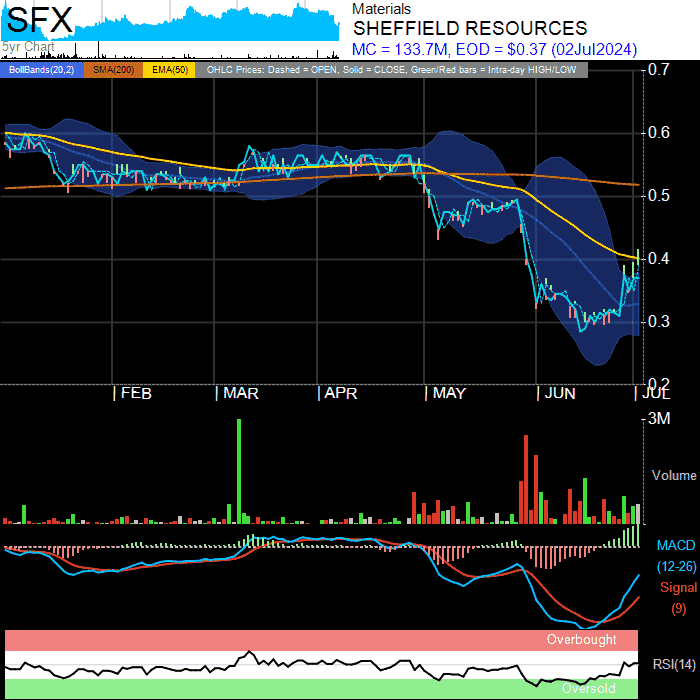 SFX
5yr Chart
Materials
SHEFFIELD RESOURCES
MC = 133.7M, EOD = $0.37 (02Jul2024)
BollBands(20,2) SMA(200) EMA(50) OHLC Prices: Dashed = OPEN, Solid = CLOSE, Green/Red bars = Intra-day HIGH/LOW
0.7
0.6
0.5
0.4
0.3
0.2
FEB MAR APR MAY JUN JUL
3M
Volume
MACD
(12-26)
Signal
(9)
Overbought
RSI(14)
Oversold